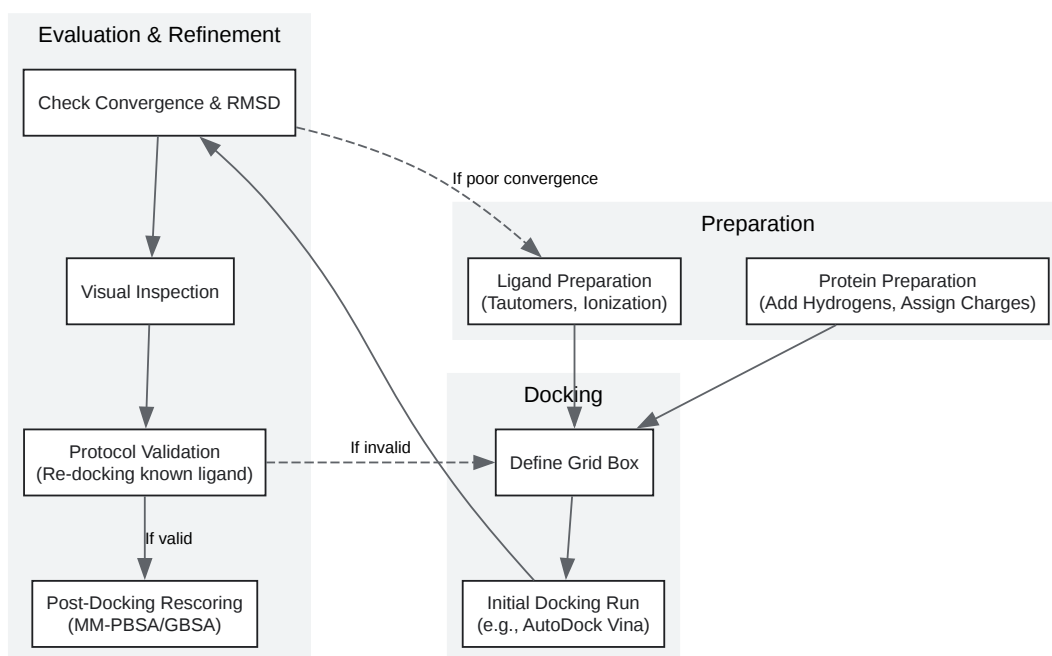 Evaluation & Refinement
Check Convergence & RMSD
If poor convergence
Preparation
Ligand Preparation
(Tautomers, Ionization)
Protein Preparation
(Add Hydrogens, Assign Charges)
Visual Inspection
Docking
Protocol Validation
(Re-docking known ligand)
If invalid
Define Grid Box
If valid
Post-Docking Rescoring
(MM-PBSA/GBSA)
Initial Docking Run
(e.g., AutoDock Vina)